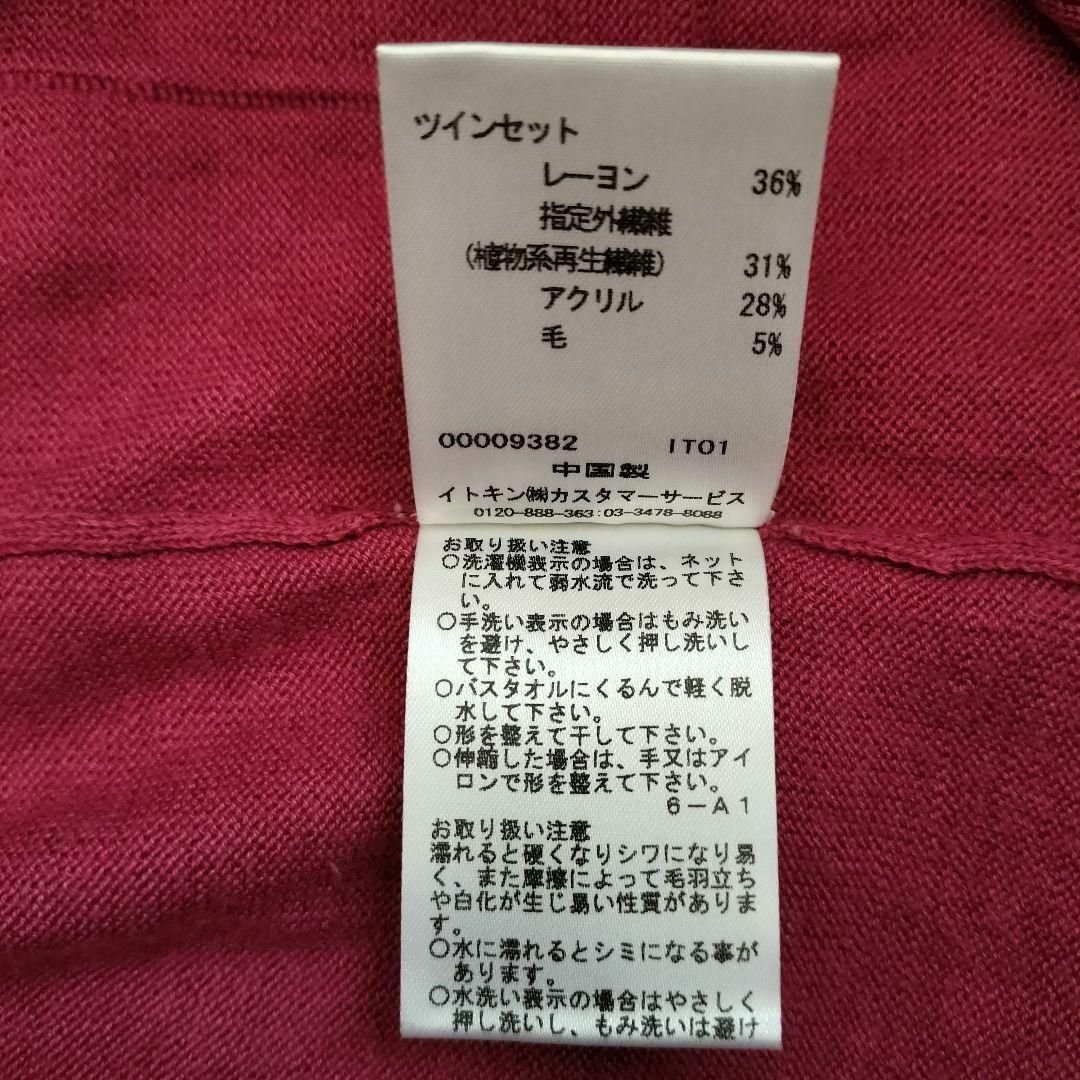 ツインセット
レーヨン 36%
指定外繊維
(植物系再生繊維) 31%
アクリル 28%
毛 5%
00009382 IT01
中国製
イトキン㈱カスタマーサービス
0120-888-363:03-3478-8088
お取り扱い注意
○洗濯機表示の場合は、ネット
に入れて弱水流で洗って下さ
い。
○手洗い表示の場合はもみ洗い
を避け、やさしく押し洗いし
て下さい。
○バスタオルにくるんで軽く脱
水して下さい。
○形を整えて干して下さい。
○伸縮した場合は、手又はアイ
ロンで形を整えて下さい。
6-A1
お取り扱い注意
濡れると硬くなりシワになり易
く、また摩擦によって毛羽立ち
や白化が生じ易い性質がありま
す。
○水に濡れるとシミになる事が
あります。
○水洗い表示の場合はやさしく
押し洗いし、もみ洗いは避け